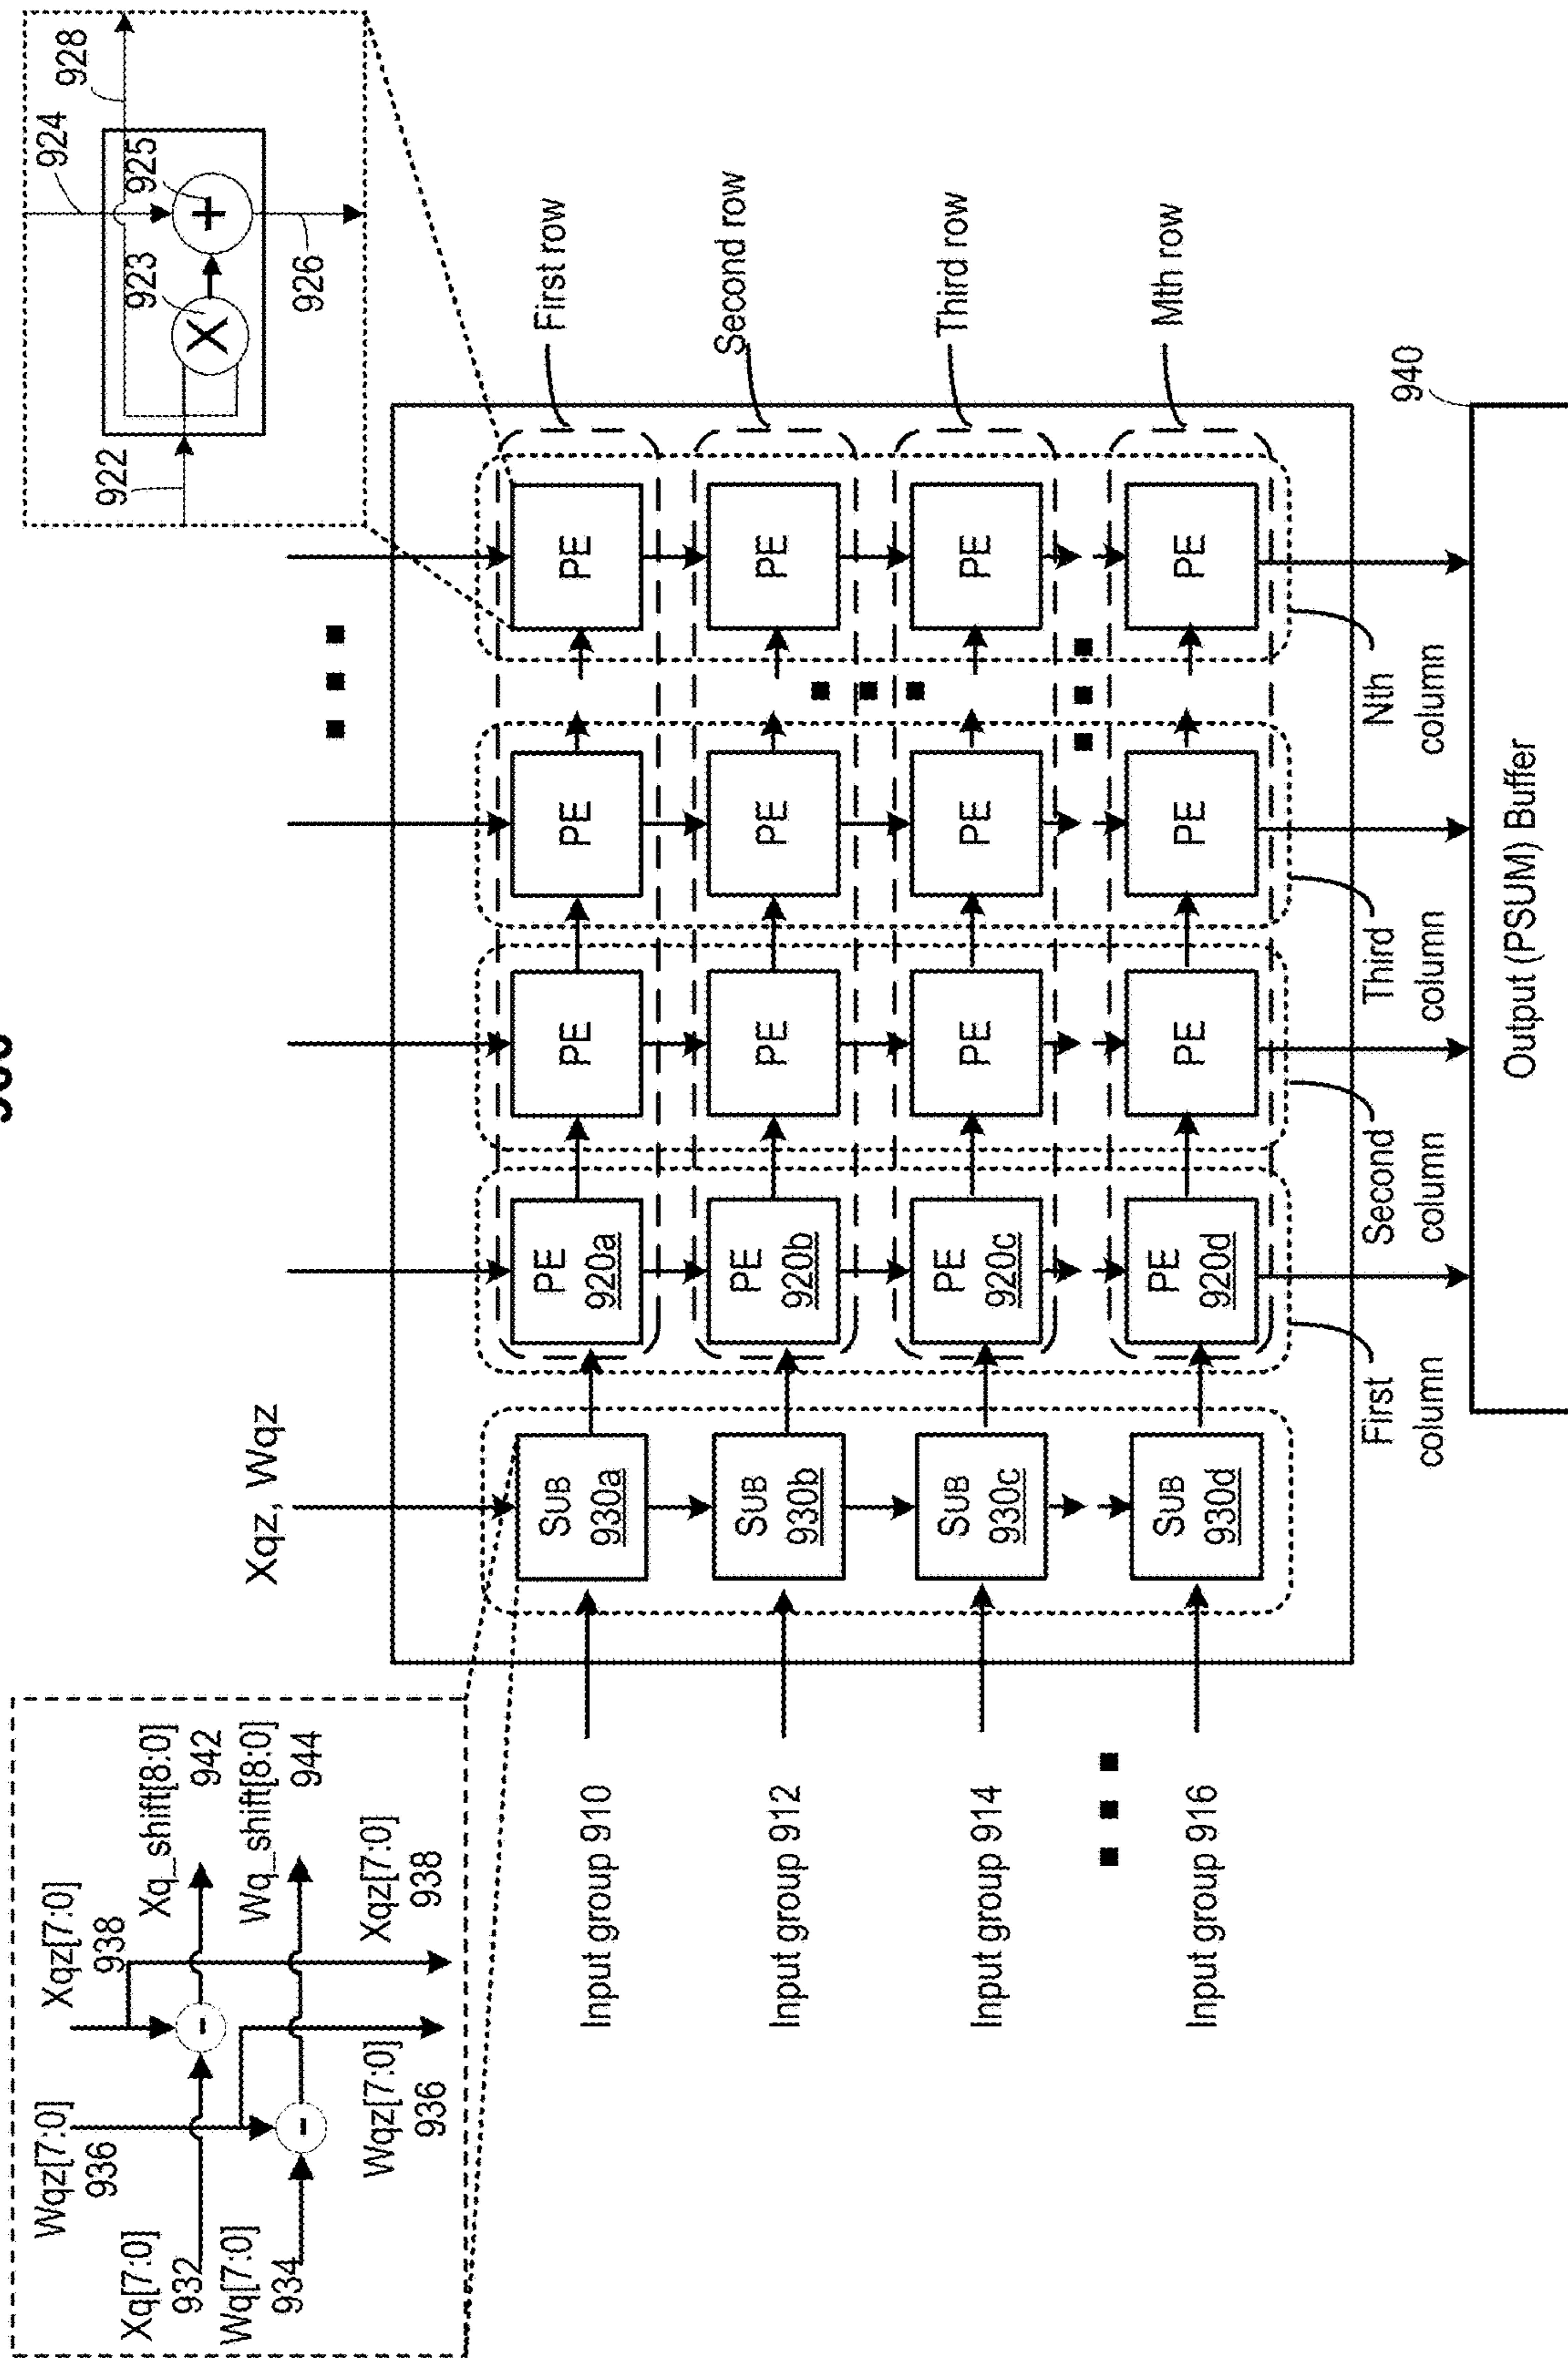 Xqz[7:0]
938
Wqz[7:0]
936
Xq[7:0]
932
Wq[7:0]
934
Xq_shift[8:0]
942
Wq_shift[8:0]
944
Wqz[7:0]
936
Xqz[7:0]
938
922
923
924
925
926
928
Xqz, Wqz
Input group 910
Input group 912
Input group 914
Input group 916
SUB
930a
SUB
930b
SUB
930c
SUB
930d
PE
920a
PE
PE
PE
First row
PE
920b
PE
PE
PE
Second row
PE
920c
PE
PE
PE
Third row
PE
920d
PE
PE
PE
Mth row
First
column
Second
column
Third
column
Nth
column
940
Output (PSUM) Buffer